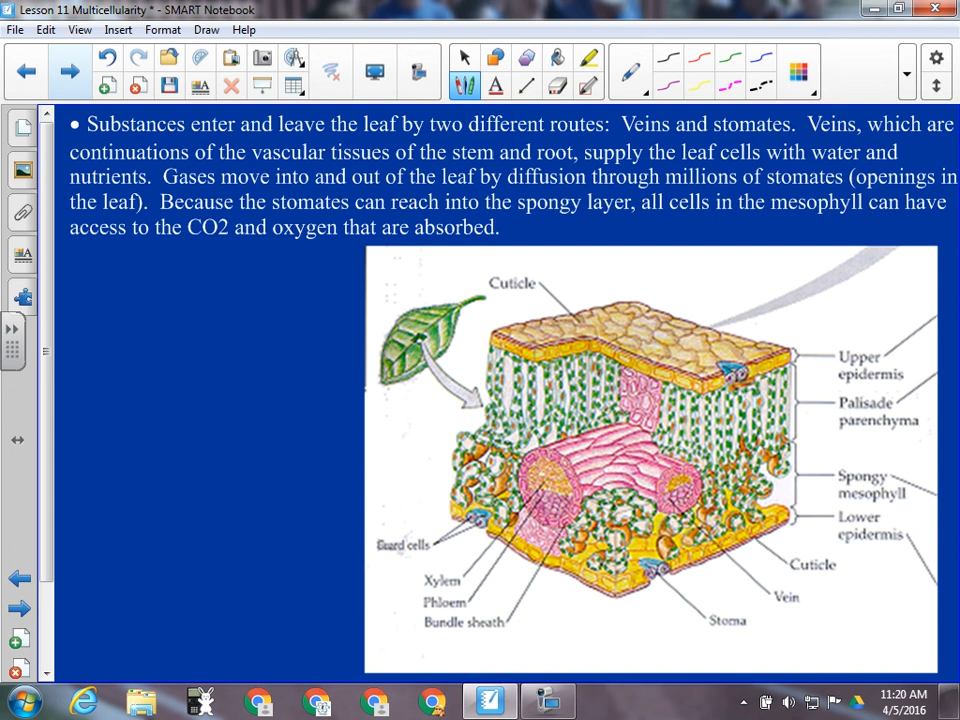 Lesson 11 Multicellularity * - SMART Notebook
File Edit View Insert Format Draw Help
• Substances enter and leave the leaf by two different routes: Veins and stomates. Veins, which are
continuations of the vascular tissues of the stem and root, supply the leaf cells with water and
nutrients. Gases move into and out of the leaf by diffusion through millions of stomates (openings in
the leaf). Because the stomates can reach into the spongy layer, all cells in the mesophyll can have
access to the CO2 and oxygen that are absorbed.
Cuticle
Upper
epidermis
Palisade
parenchyma
Spongy
mesophyll
Lower
epidermis
Guard cells
Cuticle
Xylem
Vein
Phloem
Bundle sheath
Stoma
11:20 AM
4/5/2016